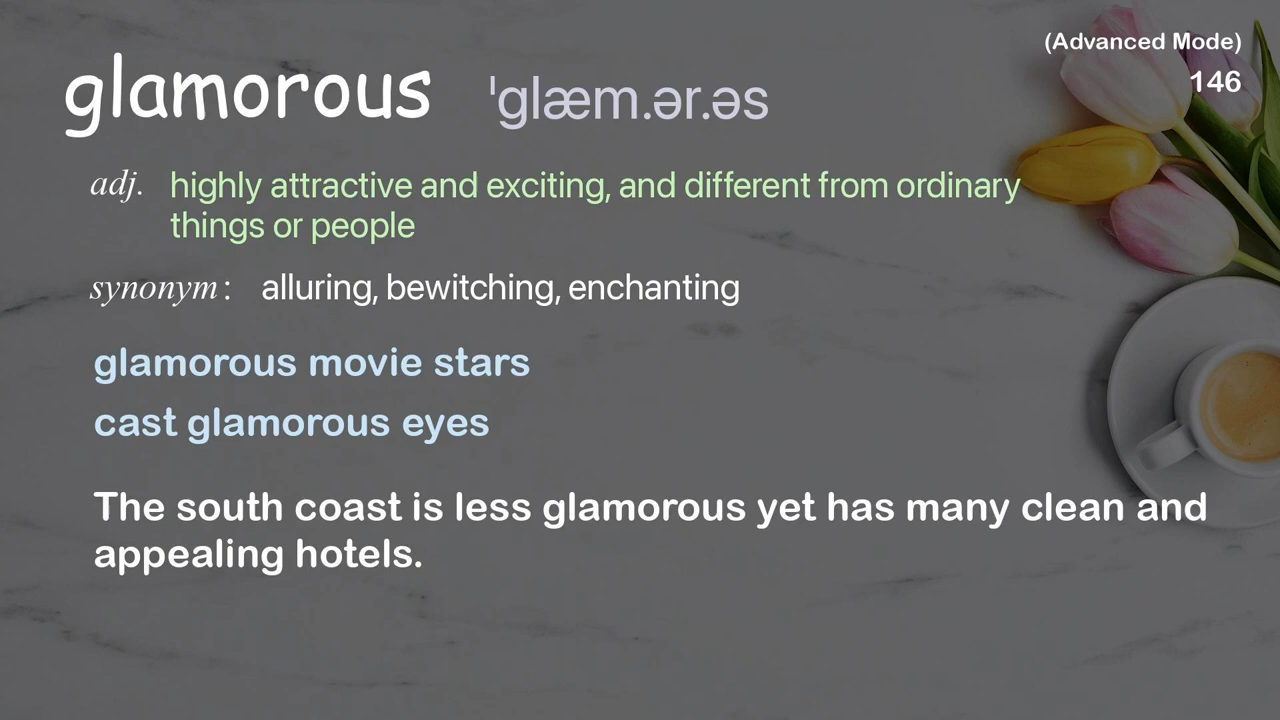 (Advanced Mode)
146
glamorous ˈglæm.ər.əs
adj. highly attractive and exciting, and different from ordinary
things or people
synonym: alluring, bewitching, enchanting
glamorous movie stars
cast glamorous eyes
The south coast is less glamorous yet has many clean and
appealing hotels.